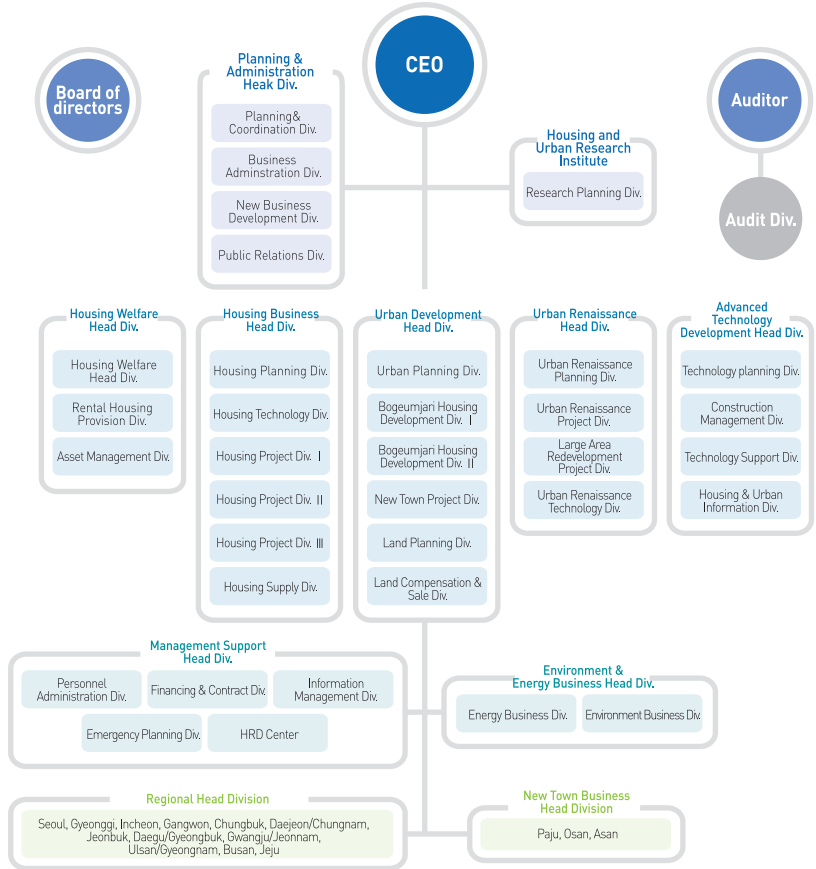 Board of
directors
Planning &
Administration
Heak Div.
Planning&
Coordination Div.
Business
Adminstration Div.
New Business
Development Div.
Public Relations Div.
CEO
Housing and
Urban Research
Institute
Research Planning Div.
Auditor
Audit Div.
Housing Welfare
Head Div.
Housing Welfare
Head Div.
Rental Housing
Provision Div.
Asset Management Div.
Housing Business
Head Div.
Housing Planning Div.
Housing Technology Div.
Housing Project Div. Ⅰ
Housing Project Div. Ⅱ
Housing Project Div. Ⅲ
Housing Supply Div.
Urban Development
Head Div.
Urban Planning Div.
Bogeumjari Housing
Development Div. Ⅰ
Bogeumjari Housing
Development Div. Ⅱ
New Town Project Div.
Land Planning Div.
Land Compensation &
Sale Div.
Urban Renaissance
Head Div.
Urban Renaissance
Planning Div.
Urban Renaissance
Project Div.
Large Area
Redevelopment
Project Div.
Urban Renaissance
Technology Div.
Advanced
Technology
Development Head Div.
Technology planning Div.
Construction
Management Div.
Technology Support Div.
Housing & Urban
Information Div.
Management Support
Head Div.
Personnel
Administration Div.
Financing & Contract Div.
Information
Management Div.
Emergency Planning Div.
HRD Center
Environment &
Energy Business Head Div.
Energy Business Div.
Environment Business Div.
Regional Head Division
Seoul, Gyeonggi, Incheon, Gangwon, Chungbuk, Daejeon/Chungnam,
Jeonbuk, Daegu/Gyeongbuk, Gwangju/Jeonnam,
Ulsan/Gyeongnam, Busan, Jeju
New Town Business
Head Division
Paju, Osan, Asan